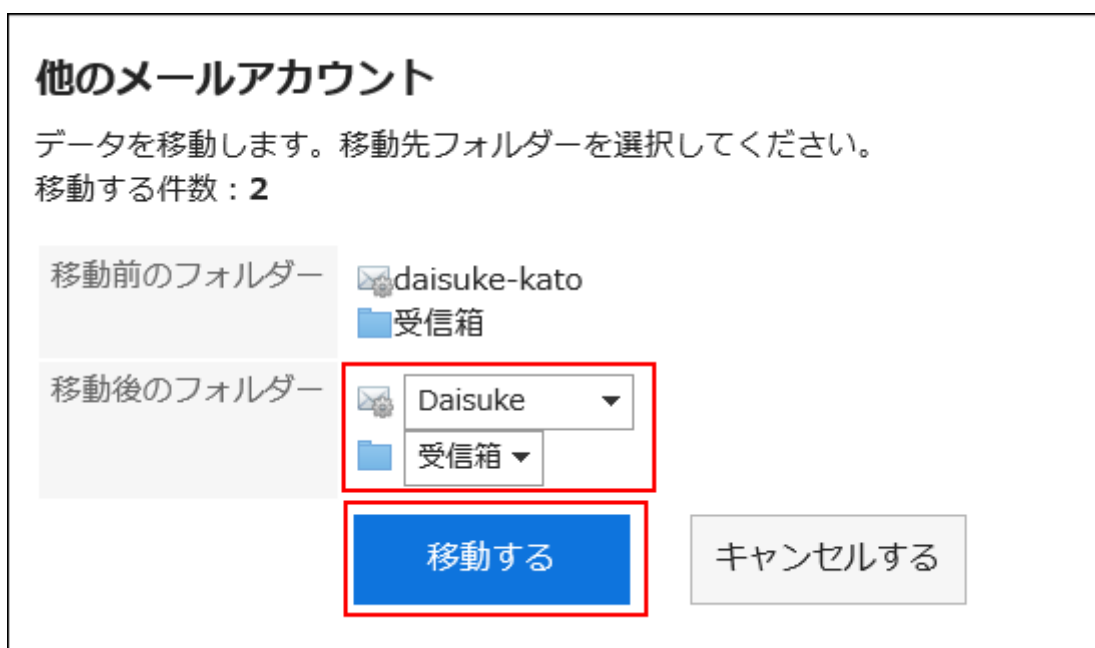 他のメールアカウント
データを移動します。移動先フォルダーを選択してください。
移動する件数：2
移動前のフォルダー
daisuke-kato
受信箱
移動後のフォルダー
Daisuke
受信箱
移動する
キャンセルする